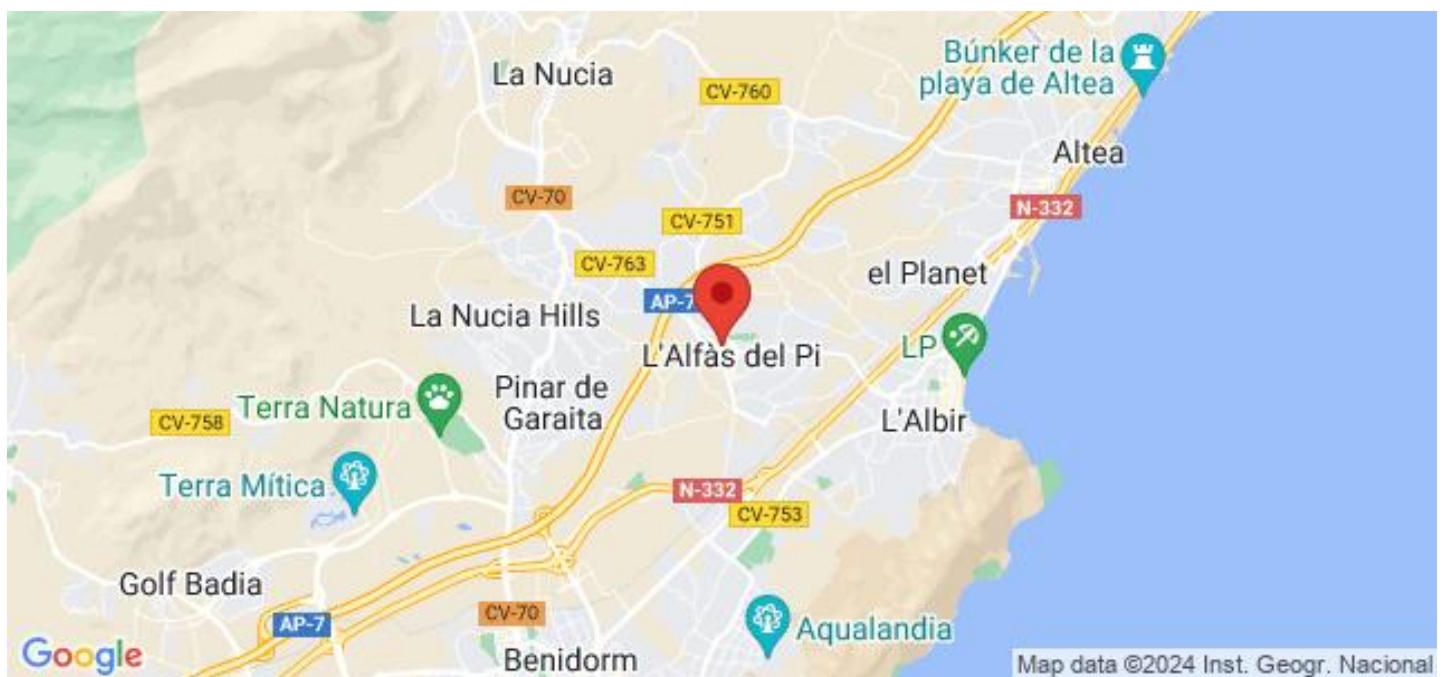 La Nucia
Búnker de la
playa de Altea
CV-760
Altea
CV-70
N-332
CV-751
CV-763
el Planet
AP-7
La Nucia Hills
L'Alfàs del Pi
LP
Pinar de
Garaita
Terra Natura
CV-758
L'Albir
Terra Mítica
N-332
CV-753
Golf Badia
CV-70
AP-7
Aqualandia
Benidorm
Google
Map data ©2024 Inst. Geogr. Nacional